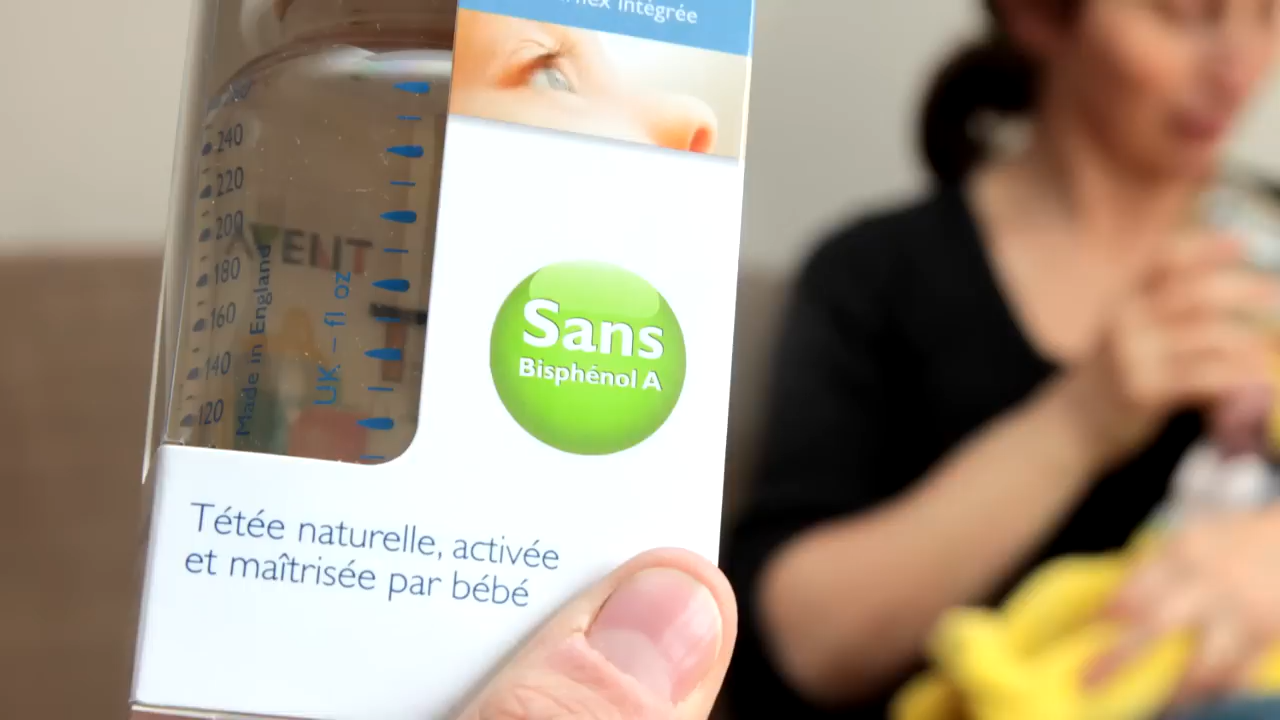 intégrée
240
220
200
180
160
140
120
AVENT
Made in England
UK - fl oz
Sans
Bisphénol A
Tétée naturelle, activée
et maîtrisée par bébé